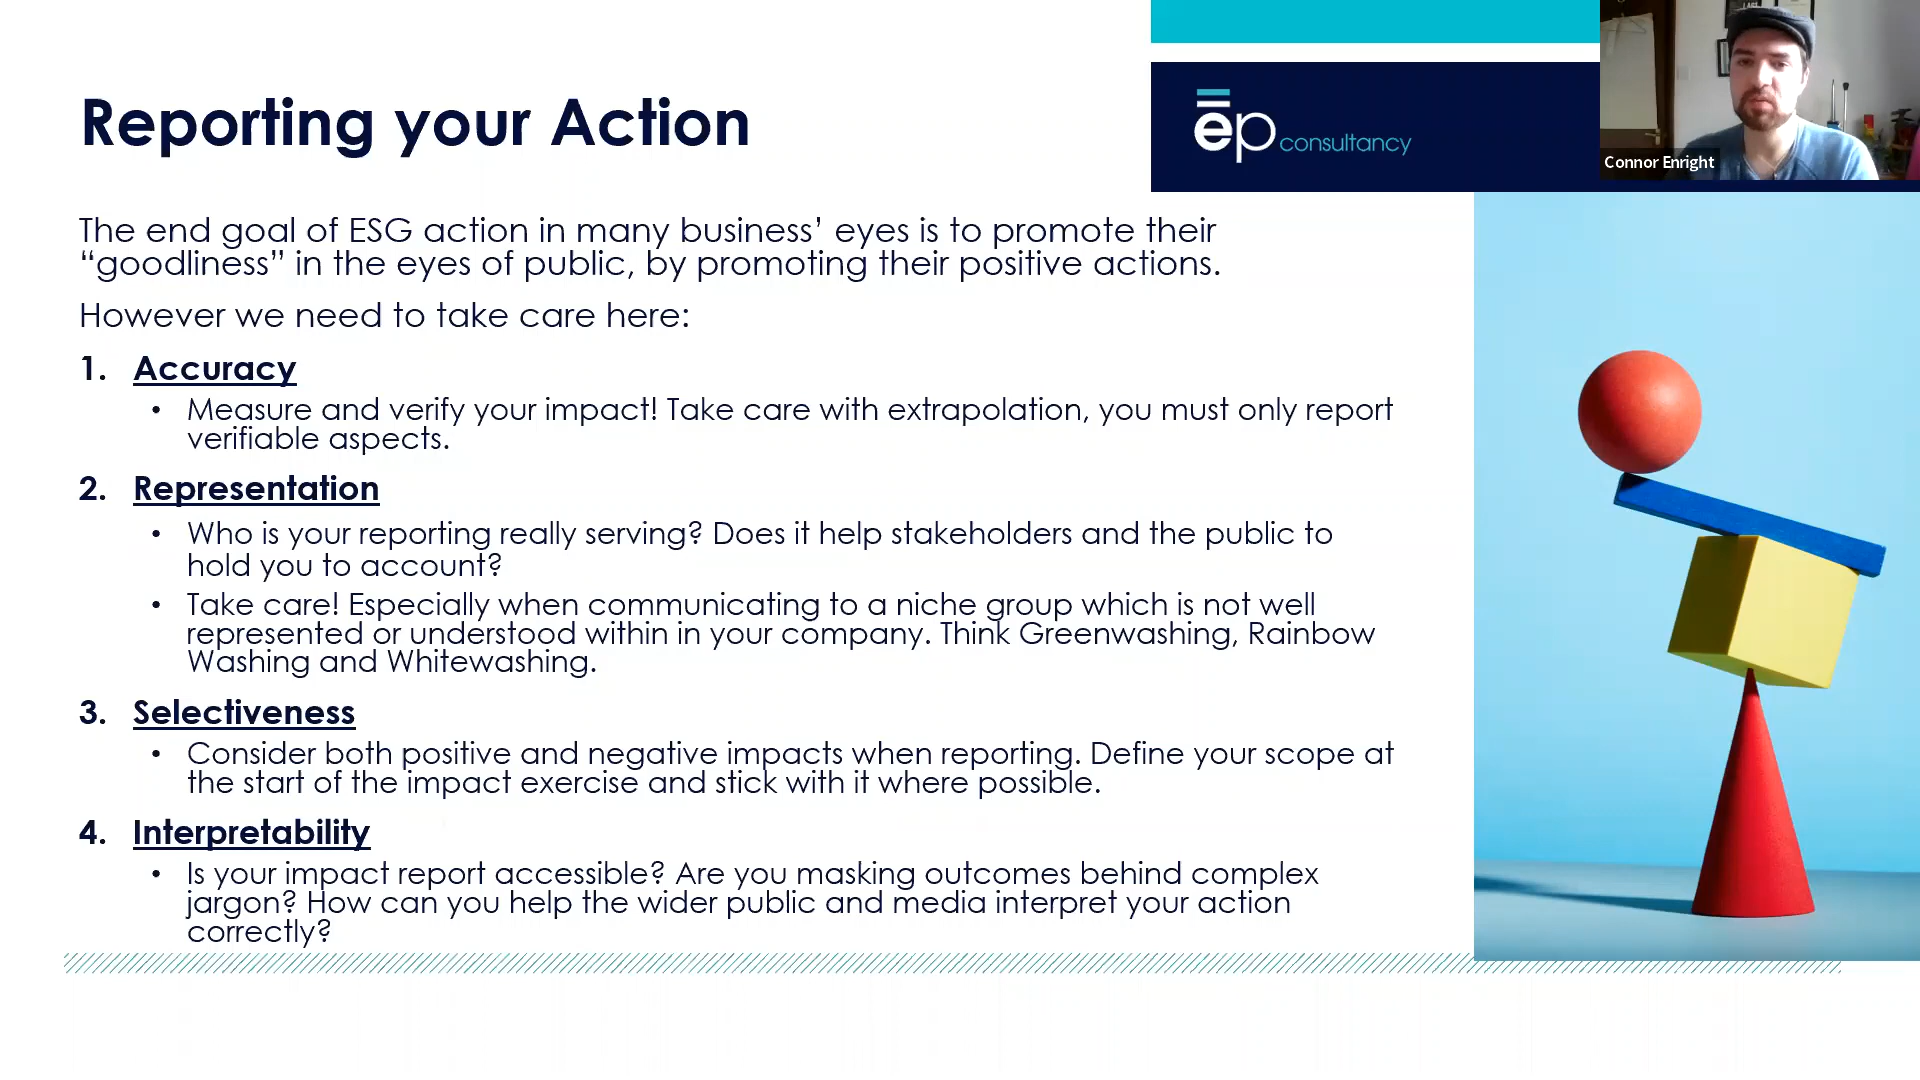 Reporting your Action
ep consultancy
Connor Enright
The end goal of ESG action in many business’ eyes is to promote their
“goodliness” in the eyes of public, by promoting their positive actions.
However we need to take care here:
1. Accuracy
• Measure and verify your impact! Take care with extrapolation, you must only report
verifiable aspects.
2. Representation
• Who is your reporting really serving? Does it help stakeholders and the public to
hold you to account?
• Take care! Especially when communicating to a niche group which is not well
represented or understood within in your company. Think Greenwashing, Rainbow
Washing and Whitewashing.
3. Selectiveness
• Consider both positive and negative impacts when reporting. Define your scope at
the start of the impact exercise and stick with it where possible.
4. Interpretability
• Is your impact report accessible? Are you masking outcomes behind complex
jargon? How can you help the wider public and media interpret your action
correctly?